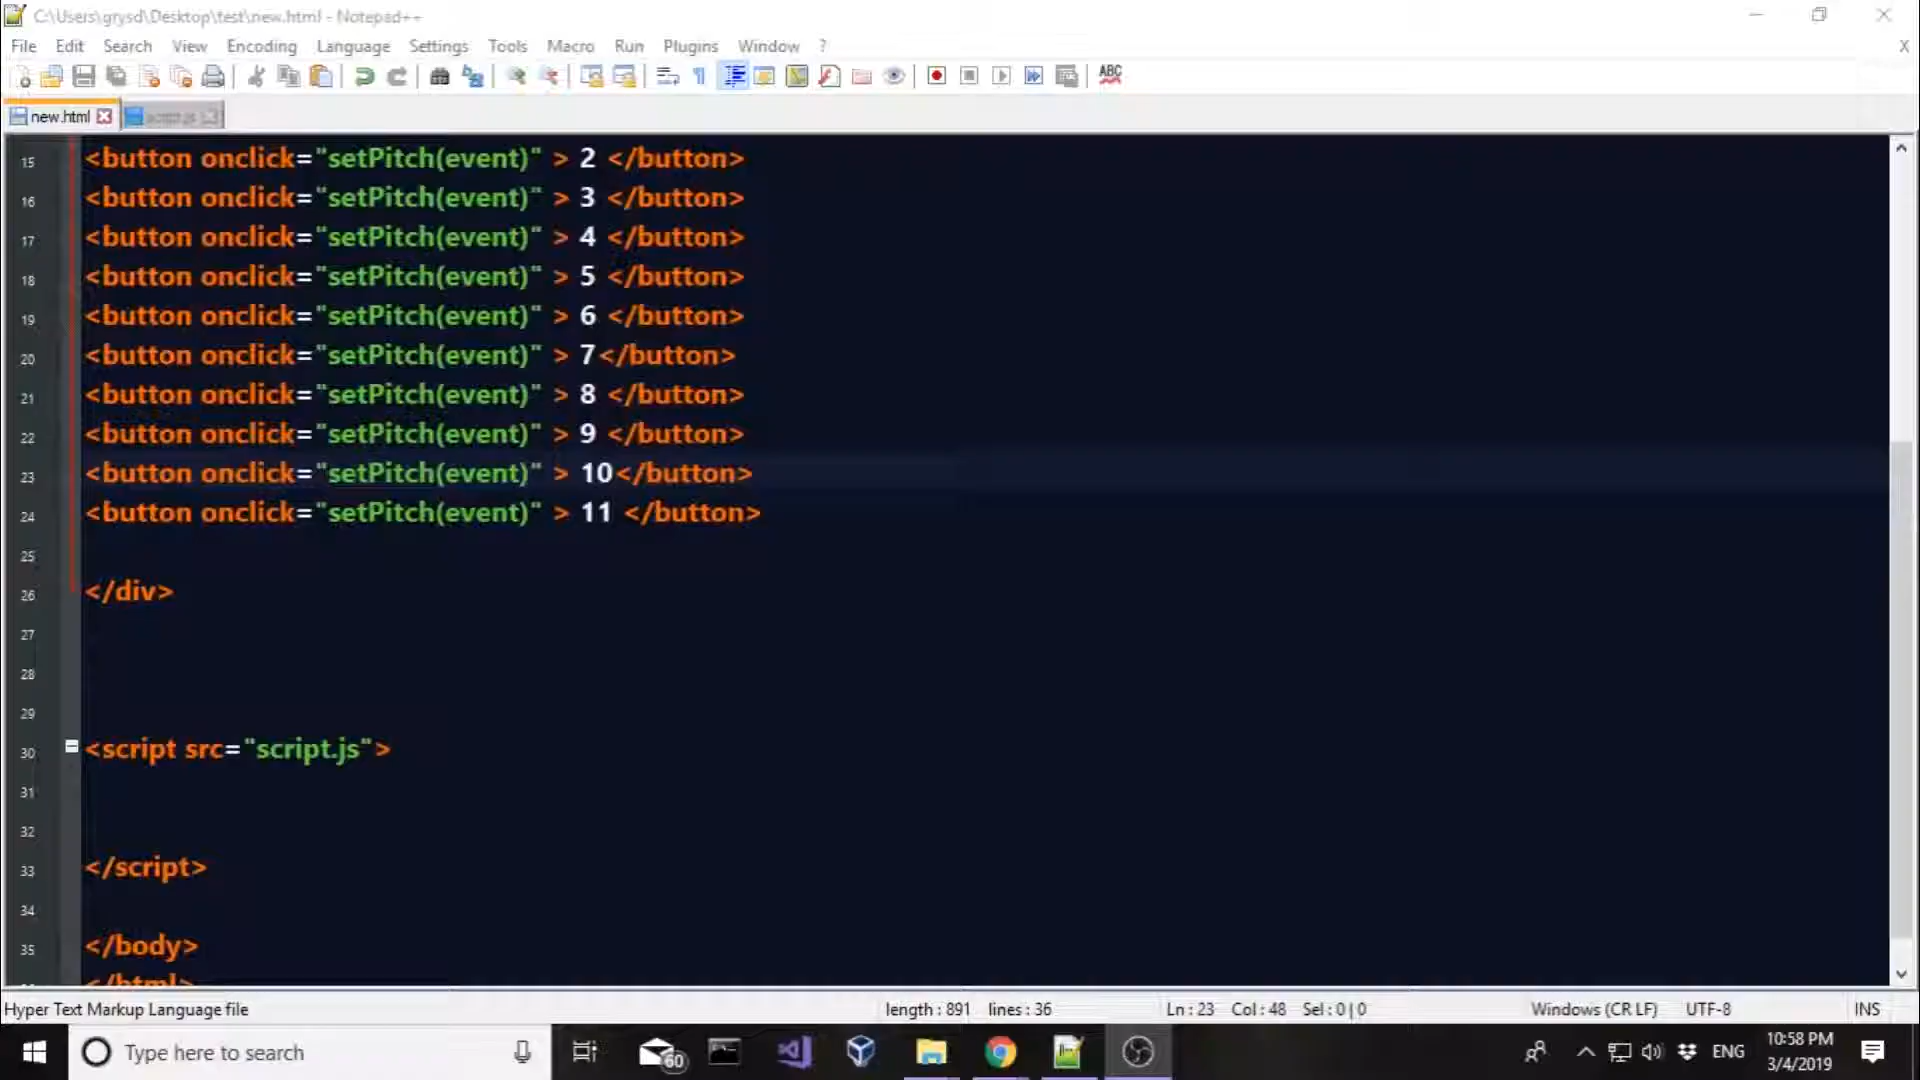 C:\Users\grysd\Desktop\test\new.html - Notepad++
File Edit Search View Encoding Language Settings Tools Macro Run Plugins Window ? X
ABC
new.html script.js
15 <button onclick="setPitch(event)" > 2 </button>
16 <button onclick="setPitch(event)" > 3 </button>
17 <button onclick="setPitch(event)" > 4 </button>
18 <button onclick="setPitch(event)" > 5 </button>
19 <button onclick="setPitch(event)" > 6 </button>
20 <button onclick="setPitch(event)" > 7</button>
21 <button onclick="setPitch(event)" > 8 </button>
22 <button onclick="setPitch(event)" > 9 </button>
23 <button onclick="setPitch(event)" > 10</button>
24 <button onclick="setPitch(event)" > 11 </button>
25
26 </div>
27
28
29
30 <script src="script.js">
31
32
33 </script>
34
35 </body>
</html>
Hyper Text Markup Language file length : 891 lines : 36 Ln : 23 Col : 48 Sel : 0 | 0 Windows (CR LF) UTF-8 INS
Type here to search 60 ENG 10:58 PM
3/4/2019